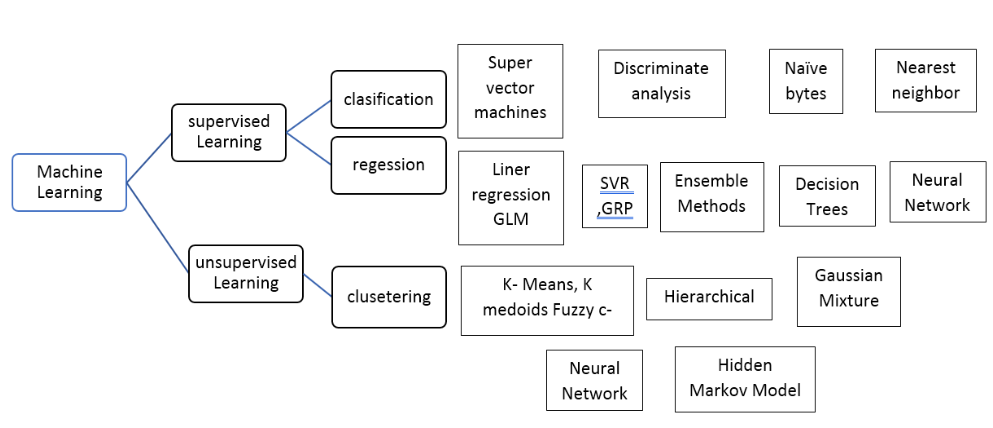 Machine
Learning
supervised
Learning
unsupervised
Learning
clasification
regession
clusetering
Super
vector
machines
Discriminate
analysis
Naïve
bytes
Nearest
neighbor
Liner
regression
GLM
SVR
,GRP
Ensemble
Methods
Decision
Trees
Neural
Network
K- Means, K
medoids Fuzzy c-
Hierarchical
Gaussian
Mixture
Neural
Network
Hidden
Markov Model